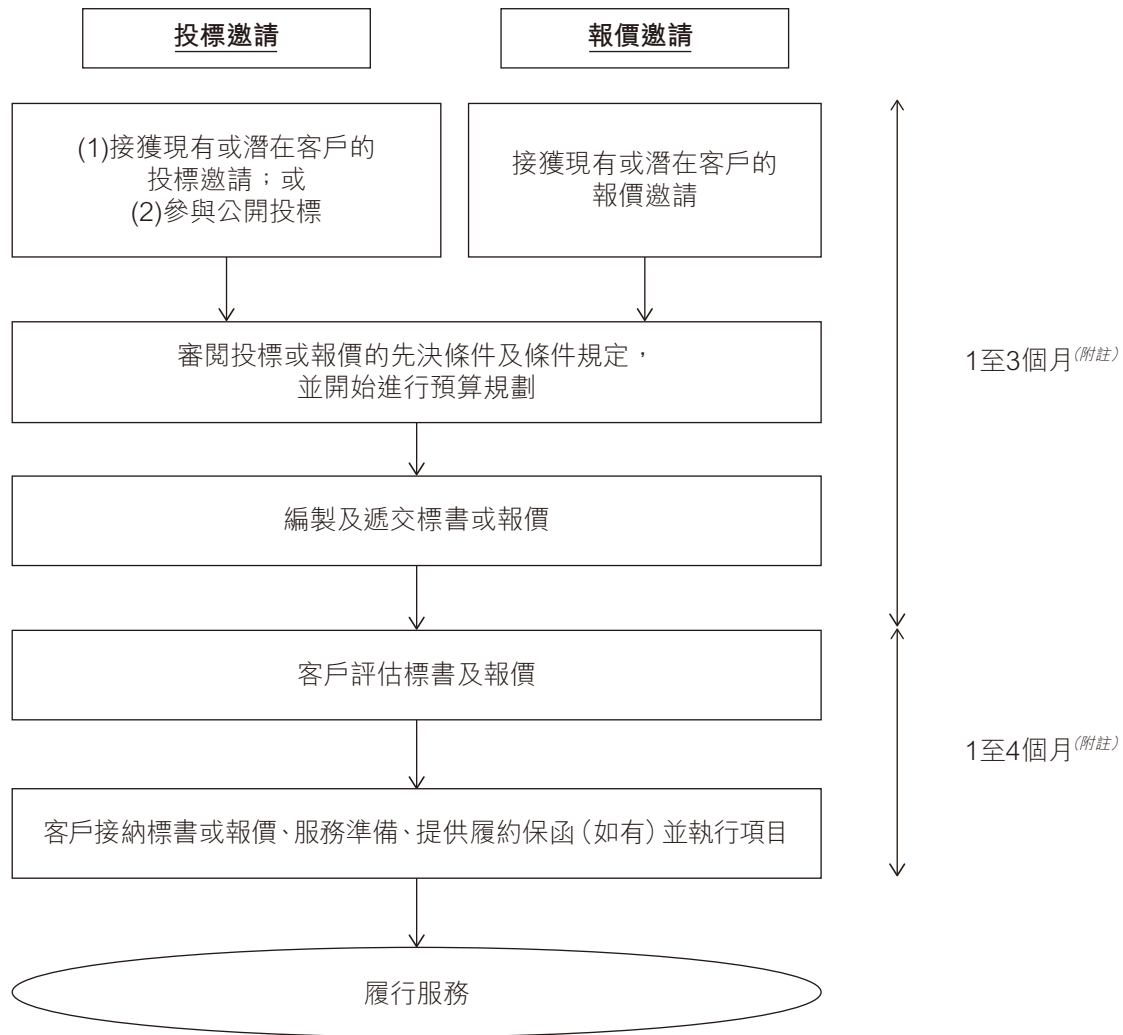 投標邀請
報價邀請
(1)接獲現有或潛在客戶的
投標邀請；或
(2)參與公開投標
接獲現有或潛在客戶的
報價邀請
審閱投標或報價的先決條件及條件規定，
並開始進行預算規劃
1至3個月(附註)
編製及遞交標書或報價
客戶評估標書及報價
1至4個月(附註)
客戶接納標書或報價、服務準備、提供履約保函（如有）並執行項目
履行服務